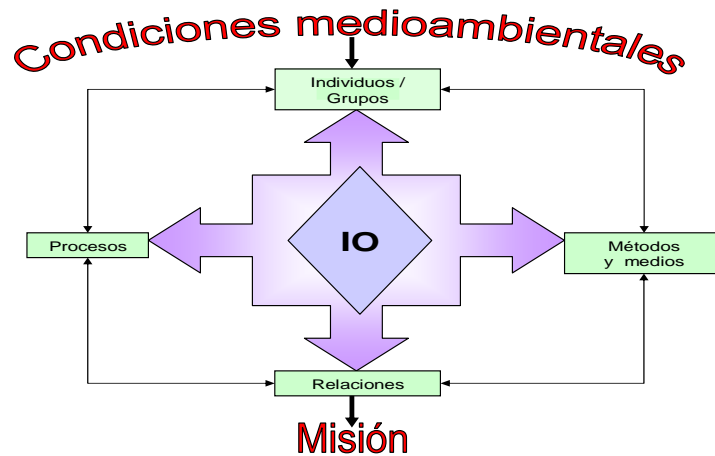 Condiciones medioambientales
Individuos /
Grupos
Procesos
IO
Métodos
y medios
Relaciones
Misión